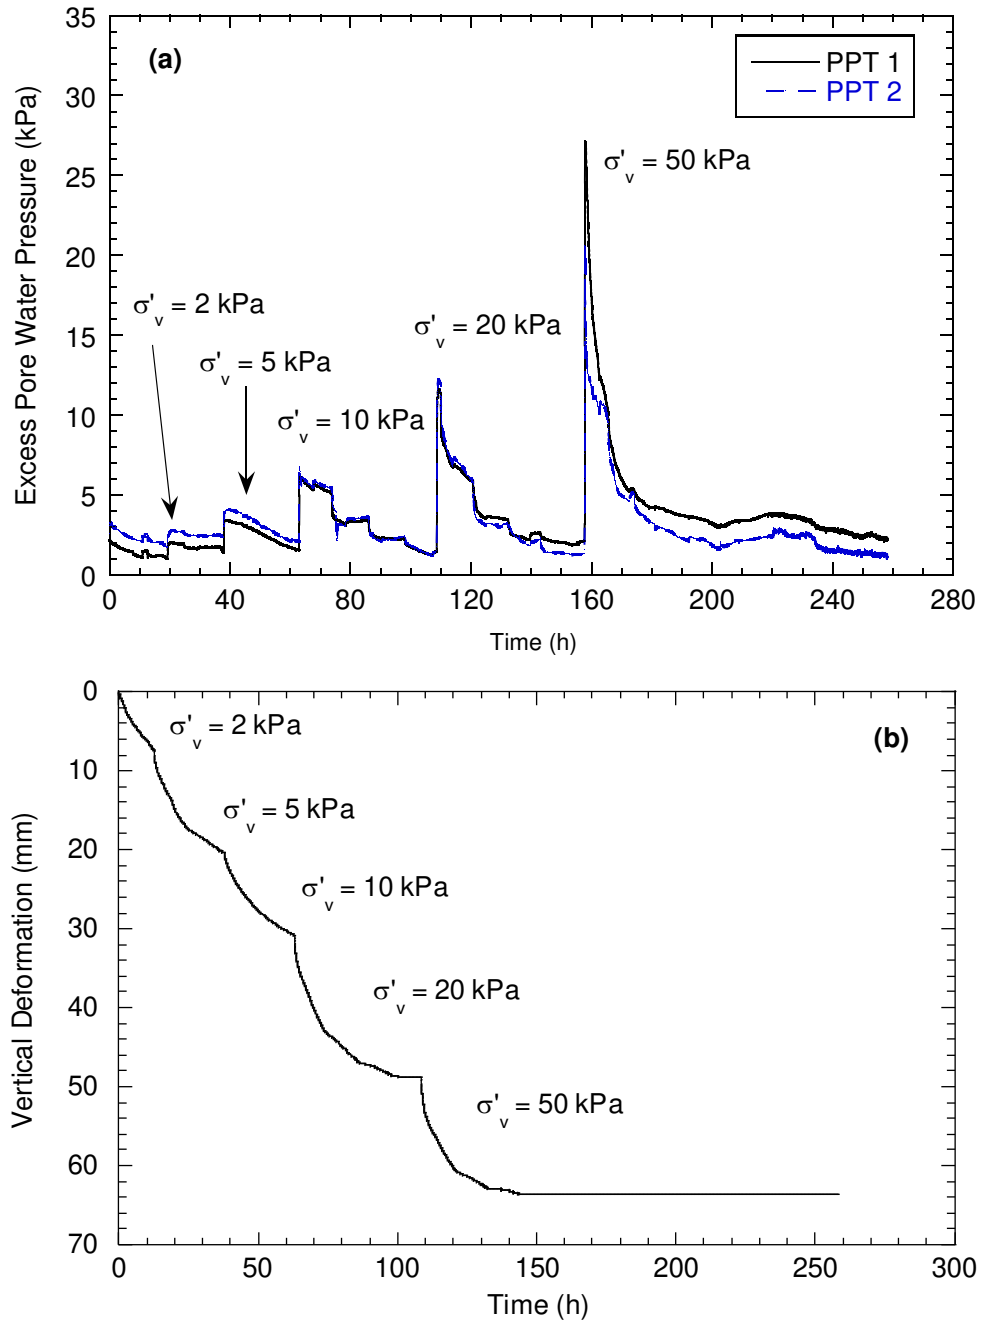 (a)
PPT 1
PPT 2
σ'v = 50 kPa
σ'v = 2 kPa
σ'v = 20 kPa
σ'v = 5 kPa
σ'v = 10 kPa
Excess Pore Water Pressure (kPa)
35
30
25
20
15
10
5
0
0 40 80 120 160 200 240 280
Time (h)
(b)
σ'v = 2 kPa
σ'v = 5 kPa
σ'v = 10 kPa
σ'v = 20 kPa
σ'v = 50 kPa
Vertical Deformation (mm)
0
10
20
30
40
50
60
70
0 50 100 150 200 250 300
Time (h)